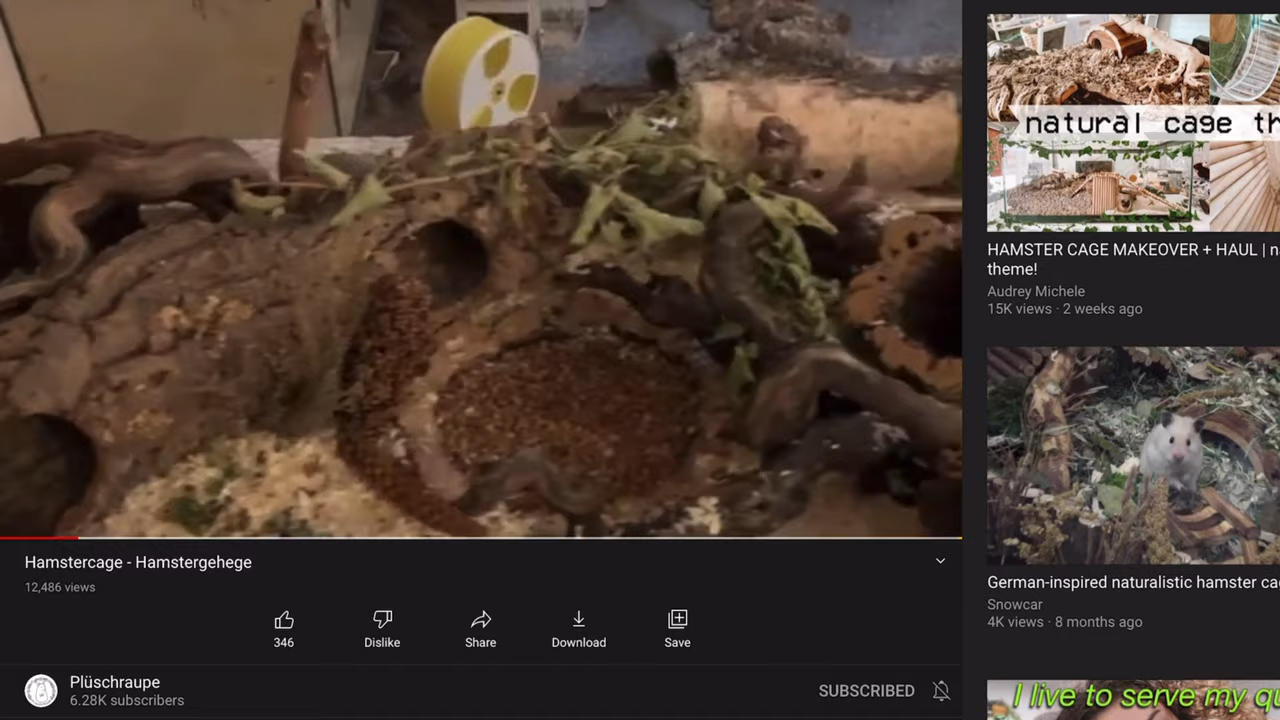 natural cage th
HAMSTER CAGE MAKEOVER + HAUL | n
theme!
Audrey Michele
15K views · 2 weeks ago
Hamstercage - Hamstergehege
12,486 views
346
Dislike
Share
Download
Save
Plüschraupe
6.28K subscribers
SUBSCRIBED
German-inspired naturalistic hamster ca
Snowcar
4K views · 8 months ago
I live to serve my qu